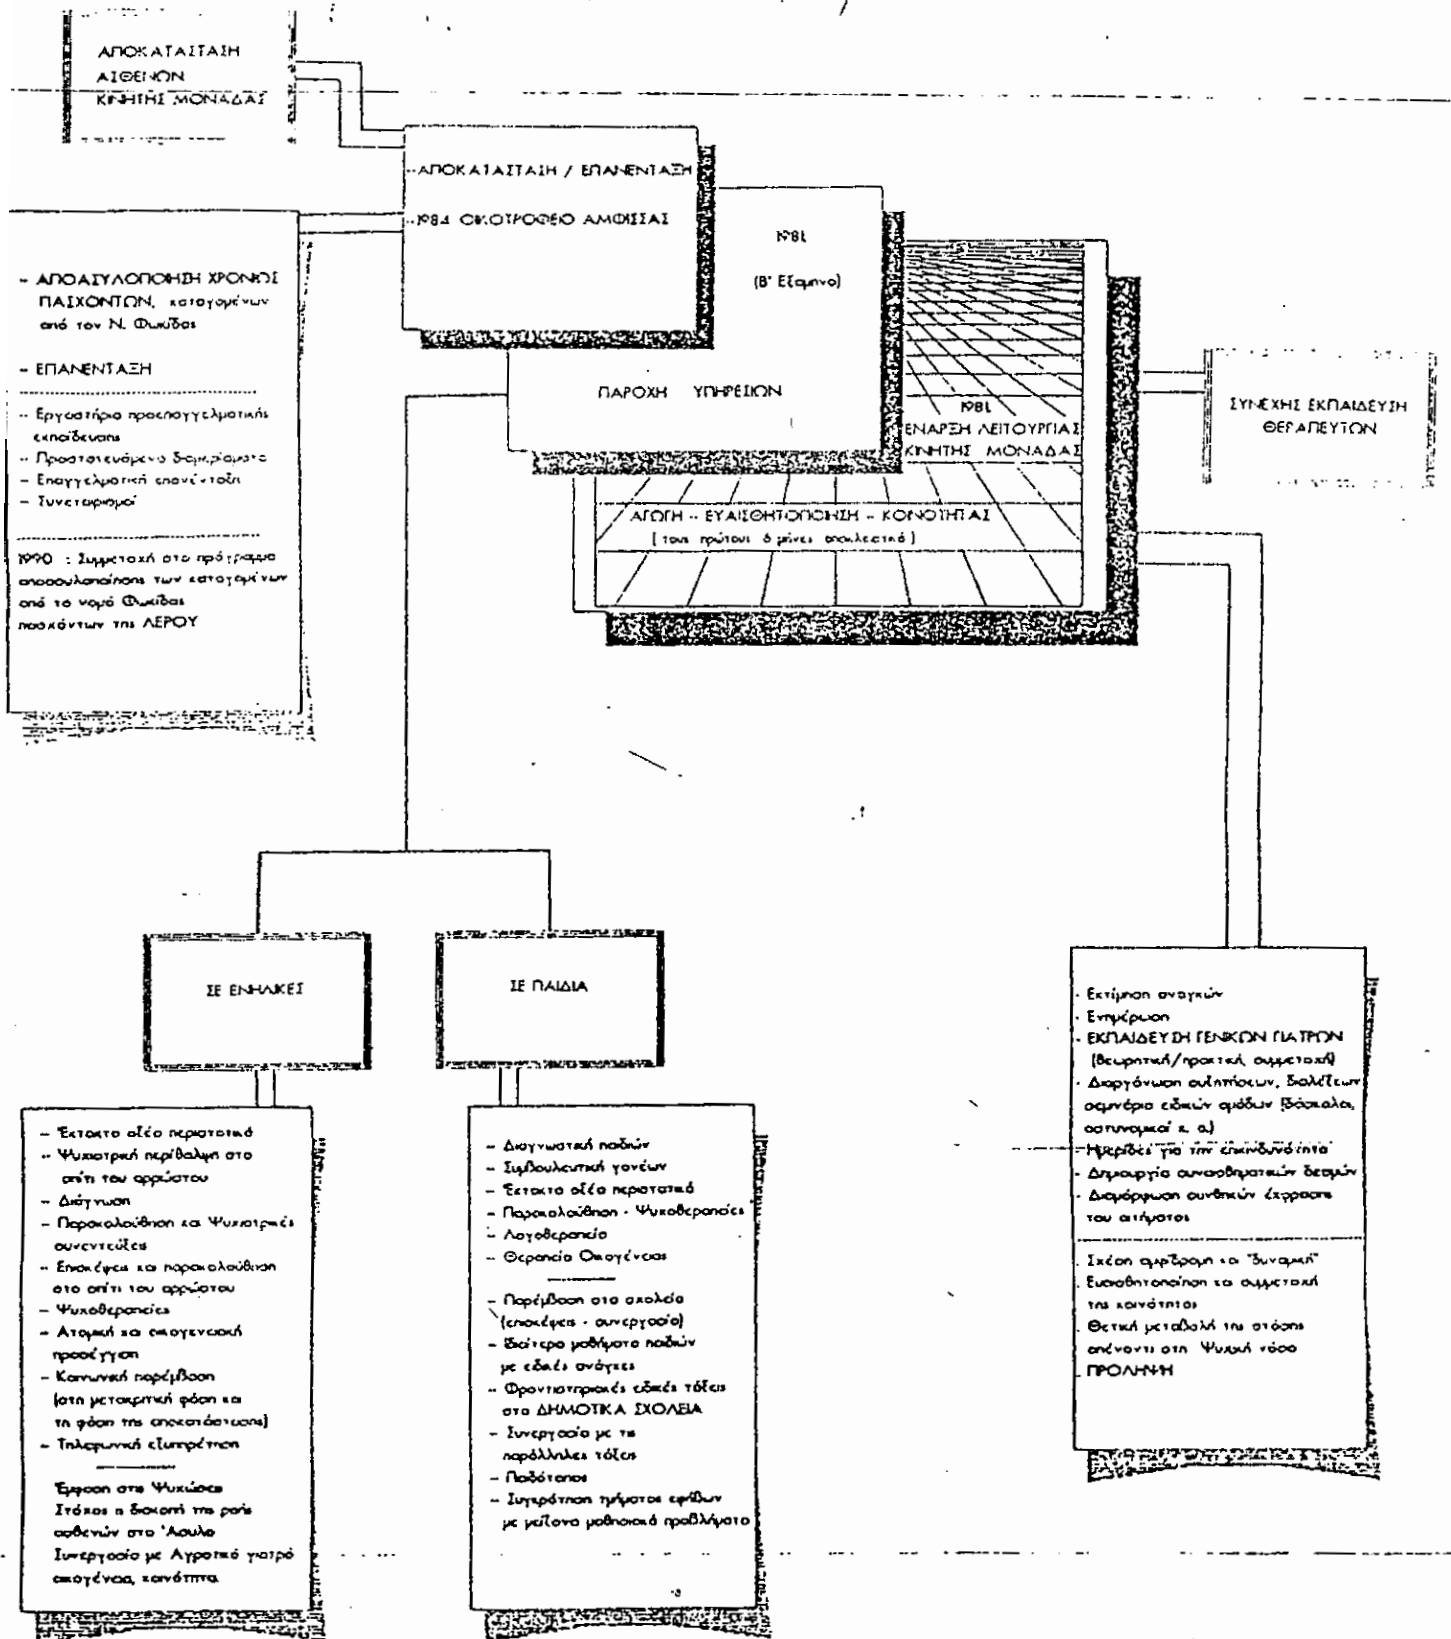 ΑΠΟΚΑΤΑΣΤΑΣΗ
ΑΣΘΕΝΩΝ
ΚΙΝΗΤΗΣ ΜΟΝΑΔΑΣ
-- ΑΠΟΚΑΤΑΣΤΑΣΗ / ΕΠΑΝΕΝΤΑΞΗ
-- 1984 ΟΙΚΟΤΡΟΦΕΙΟ ΑΜΦΙΣΣΑΣ
1981
(Β' Εξαμηνο)
ΠΑΡΟΧΗ ΥΠΗΡΕΣΙΩΝ
1981
ΕΝΑΡΞΗ ΛΕΙΤΟΥΡΓΙΑΣ
ΚΙΝΗΤΗΣ ΜΟΝΑΔΑΣ
ΑΓΩΓΗ -- ΕΥΑΙΣΘΗΤΟΠΟΙΗΣΗ -- ΚΟΙΝΟΤΗΤΑΣ
( τους πρώτους 6 μήνες αποκλειστικά )
ΣΥΝΕΧΗΣ ΕΚΠΑΙΔΕΥΣΗ
ΘΕΡΑΠΕΥΤΩΝ
- ΑΠΟΑΣΥΛΟΠΟΙΗΣΗ ΧΡΟΝΙΩΣ
ΠΑΣΧΟΝΤΩΝ, καταγομένων
από τον Ν. Φωκίδας
- ΕΠΑΝΕΝΤΑΞΗ
-- Εργαστήριο προεπαγγελματικής
εκπαίδευσης
-- Προστατευόμενα διαμερίσματα
-- Επαγγελματική επανένταξη
-- Συνεταιρισμοί
1990 : Συμμετοχή στο πρόγραμμα
αποασυλοποίησης των καταγομένων
από το νομό Φωκίδας
πασχόντων της ΛΕΡΟΥ
ΣΕ ΕΝΗΛΙΚΕΣ
ΣΕ ΠΑΙΔΙΑ
-- Έκτακτο οξέα περιστατικά
-- Ψυχιατρική περίθαλψη στο
σπίτι του αρρώστου
-- Διάγνωση
-- Παρακολούθηση και Ψυχιατρικές
συνεντεύξεις
-- Επισκέψεις και παρακολούθηση
στο σπίτι του αρρώστου
-- Ψυχοθεραπείες
-- Ατομική και οικογενειακή
προσέγγιση
-- Κοινωνική παρέμβαση
(στη μετακριτική φάση και
τη φάση της αποκατάστασης)
-- Τηλεφωνική εξυπηρέτηση
Έμφαση στις Ψυχώσεις
Στόχος η διακοπή της ροής
ασθενών στο Άσυλο
Συνεργασία με Αγροτικό γιατρό
οικογένεια, κοινότητα
-- Διαγνωστική παιδιών
-- Συμβουλευτική γονέων
-- Έκτακτα οξέα περιστατικά
-- Παρακολούθηση - Ψυχοθεραπείες
-- Λογοθεραπεία
-- Θεραπεία Οικογένειας
-- Παρέμβαση στα σχολεία
(επισκέψεις - συνεργασία)
-- Ιδιαίτερα μαθήματα παιδιών
με ειδικές ανάγκες
-- Φροντιστηριακές ειδικές τάξεις
στα ΔΗΜΟΤΙΚΑ ΣΧΟΛΕΙΑ
-- Συνεργασία με τις
παράλληλες τάξεις
-- Παιδότοπος
-- Συγκρότηση τμήματος εφήβων
με μείζονα μαθησιακά προβλήματα
- Εκτίμηση αναγκών
- Ενημέρωση
- ΕΚΠΑΙΔΕΥΣΗ ΓΕΝΙΚΩΝ ΓΙΑΤΡΩΝ
(θεωρητική/πρακτική συμμετοχή)
- Διοργάνωση συζητήσεων, διαλέξεων
σεμινάρια ειδικών ομάδων (δάσκαλοι,
αστυνομικοί κ. α.)
- Ημερίδες για την επικινδυνότητα
- Δημιουργία συναισθηματικών δεσμών
- Διαμόρφωση συνθηκών έκφρασης
του αιτήματος
. Σχέση αμφίδρομη και "δυναμική"
. Ευαισθητοποίηση και συμμετοχή
της κοινότητας
. Θετική μεταβολή της στάσης
απέναντι στη Ψυχική νόσο
. ΠΡΟΛΗΨΗ